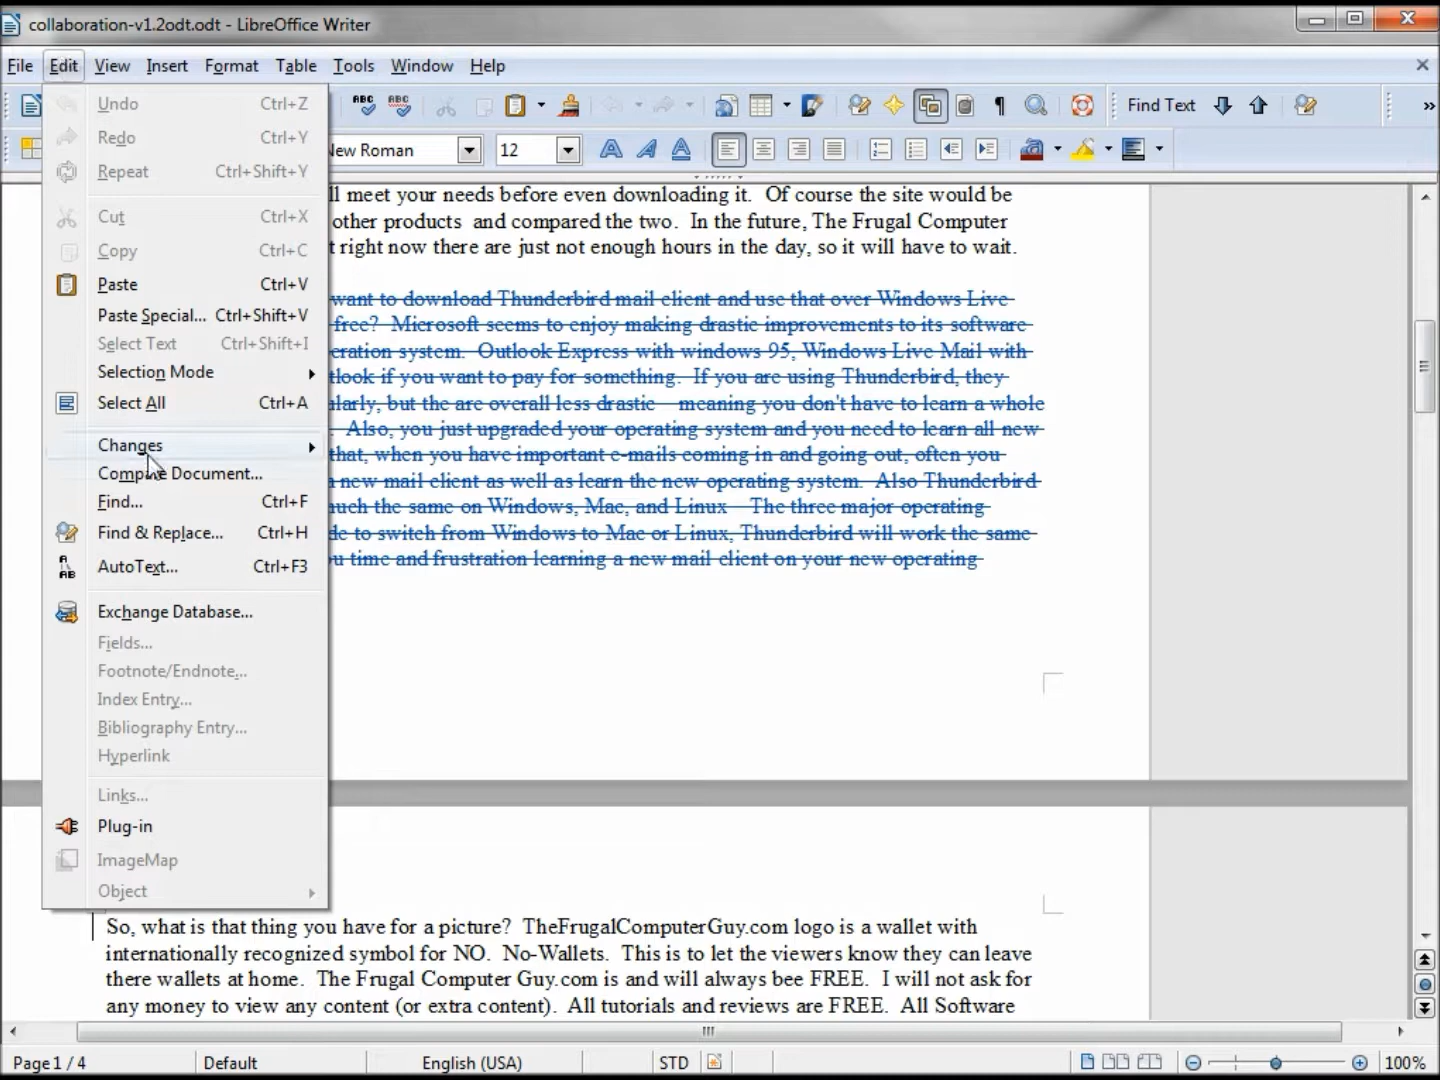 collaboration-v1.2odt.odt - LibreOffice Writer
File Edit View Insert Format Table Tools Window Help
ABC ABC Find Text
New Roman 12
Undo Ctrl+Z
Redo Ctrl+Y
Repeat Ctrl+Shift+Y
Cut Ctrl+X
Copy Ctrl+C
Paste Ctrl+V
Paste Special... Ctrl+Shift+V
Select Text Ctrl+Shift+I
Selection Mode
Select All Ctrl+A
Changes
Compare Document...
Find... Ctrl+F
Find & Replace... Ctrl+H
AutoText... Ctrl+F3
Exchange Database...
Fields...
Footnote/Endnote...
Index Entry...
Bibliography Entry...
Hyperlink
Links...
Plug-in
ImageMap
Object
ll meet your needs before even downloading it. Of course the site would be
other products and compared the two. In the future, The Frugal Computer
t right now there are just not enough hours in the day, so it will have to wait.
want to download Thunderbird mail client and use that over Windows Live
free? Microsoft seems to enjoy making drastic improvements to its software
eration system. Outlook Express with windows 95, Windows Live Mail with
tlook if you want to pay for something. If you are using Thunderbird, they
larly, but the are overall less drastic – meaning you don't have to learn a whole
. Also, you just upgraded your operating system and you need to learn all new
that, when you have important e-mails coming in and going out, often you
n new mail client as well as learn the new operating system. Also Thunderbird
uch the same on Windows, Mac, and Linux – The three major operating
de to switch from Windows to Mac or Linux, Thunderbird will work the same
u time and frustration learning a new mail client on your new operating
So, what is that thing you have for a picture? TheFrugalComputerGuy.com logo is a wallet with
internationally recognized symbol for NO. No-Wallets. This is to let the viewers know they can leave
there wallets at home. The Frugal Computer Guy.com is and will always bee FREE. I will not ask for
any money to view any content (or extra content). All tutorials and reviews are FREE. All Software
Page 1 / 4 Default English (USA) STD 100%